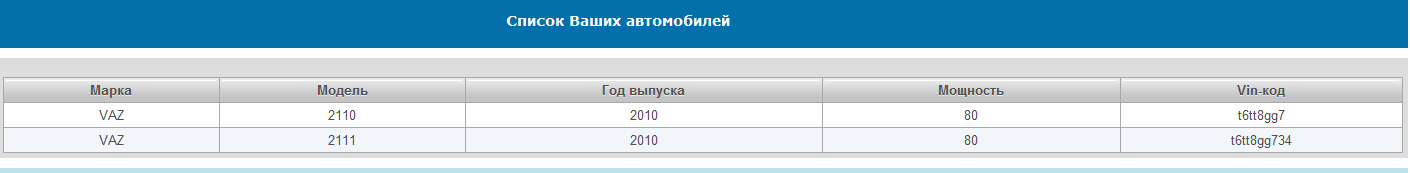 Список Ваших автомобилей
Марка Модель Год выпуска Мощность Vin-код
VAZ 2110 2010 80 t6tt8gg7
VAZ 2111 2010 80 t6tt8gg734